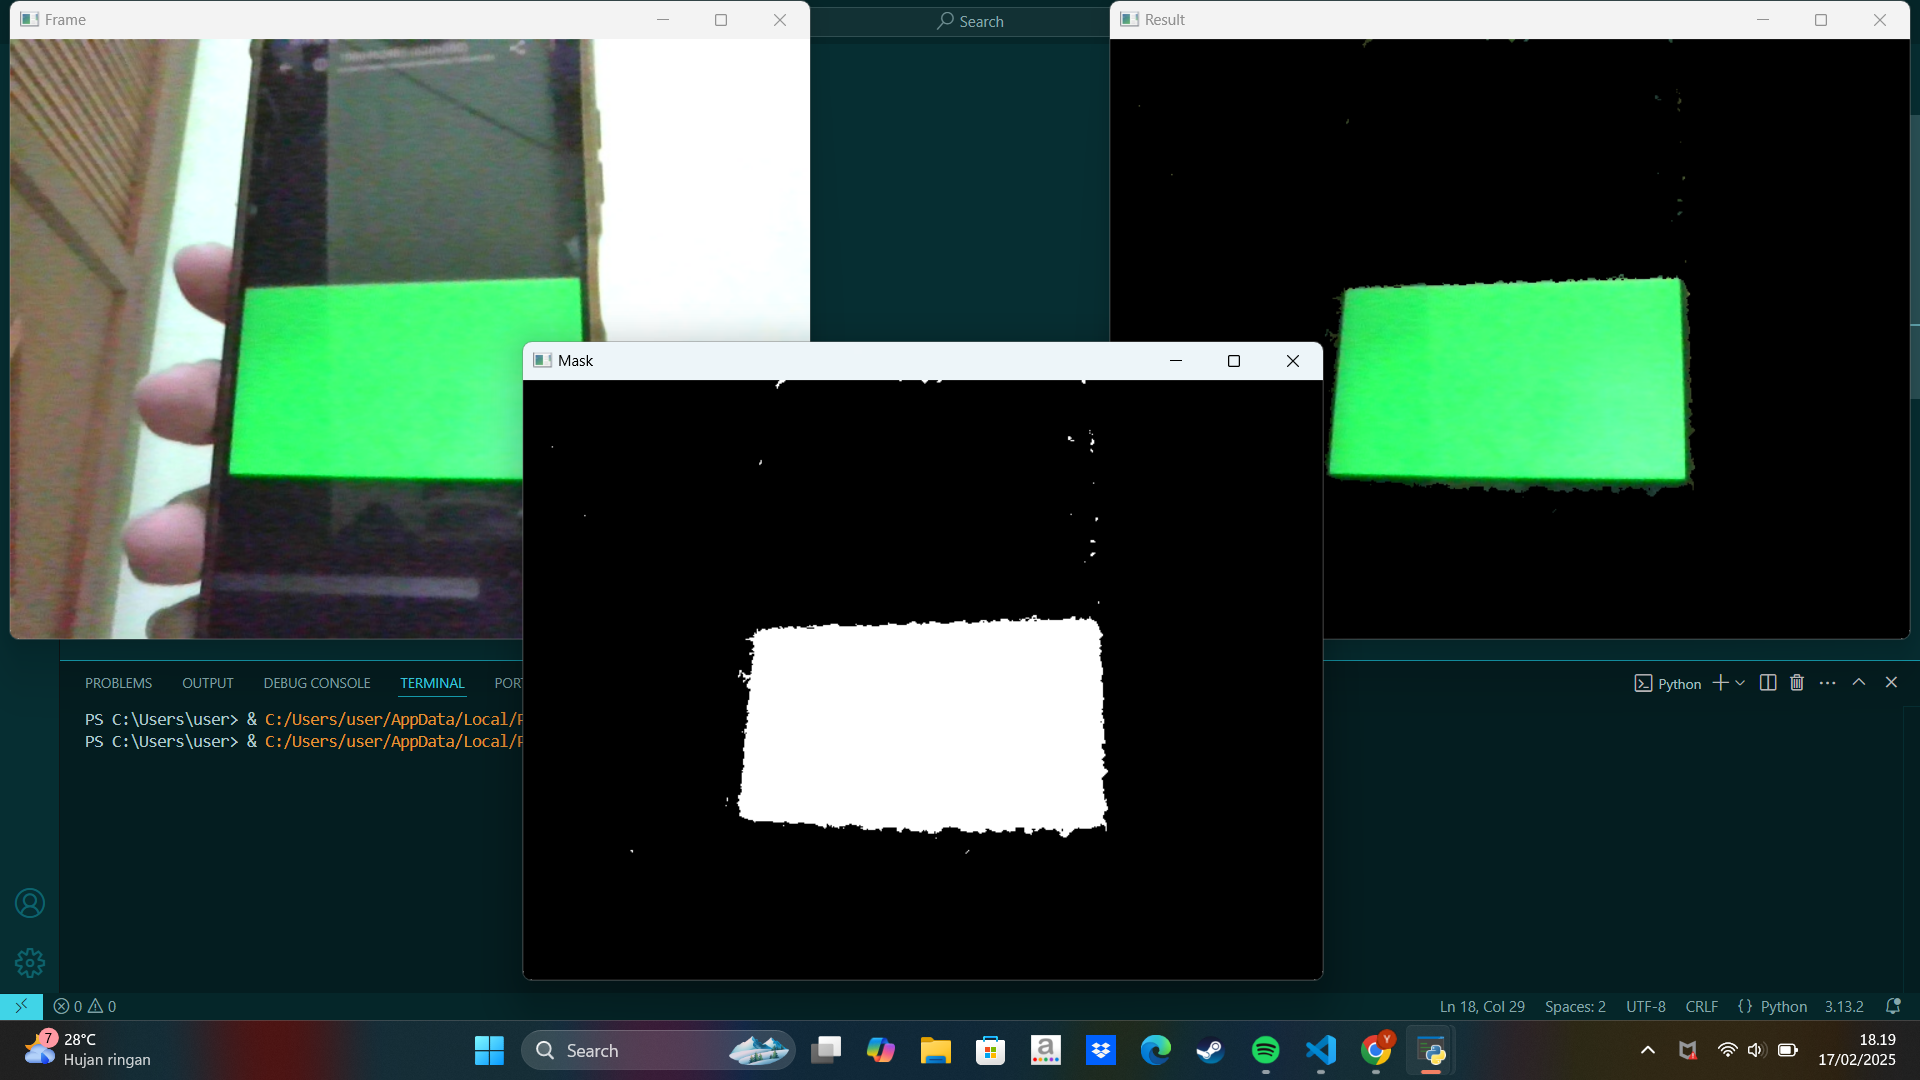 Frame
Search
Result
Mask
PROBLEMS OUTPUT DEBUG CONSOLE TERMINAL POR
Python
PS C:\Users\user> & C:/Users/user/AppData/Local/P
PS C:\Users\user> & C:/Users/user/AppData/Local/P
0 0
Ln 18, Col 29 Spaces: 2 UTF-8 CRLF {} Python 3.13.2
7
28°C
Hujan ringan
Search
a
Y
18.19
17/02/2025